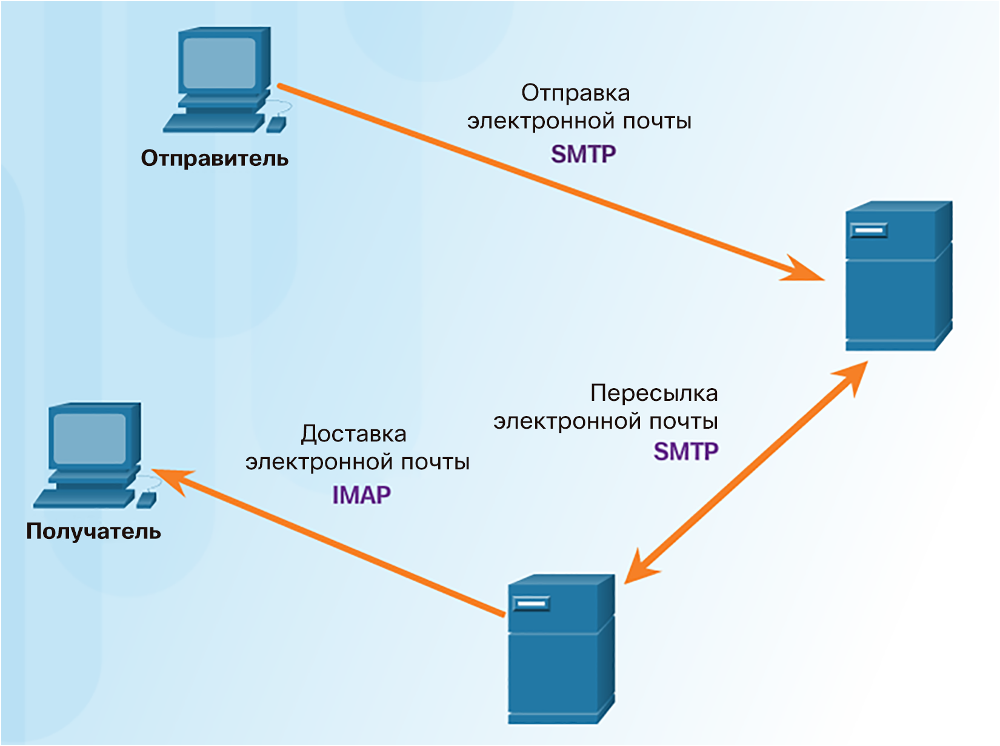 Отправка
электронной почты
SMTP
Отправитель
Пересылка
электронной почты
SMTP
Доставка
электронной почты
IMAP
Получатель